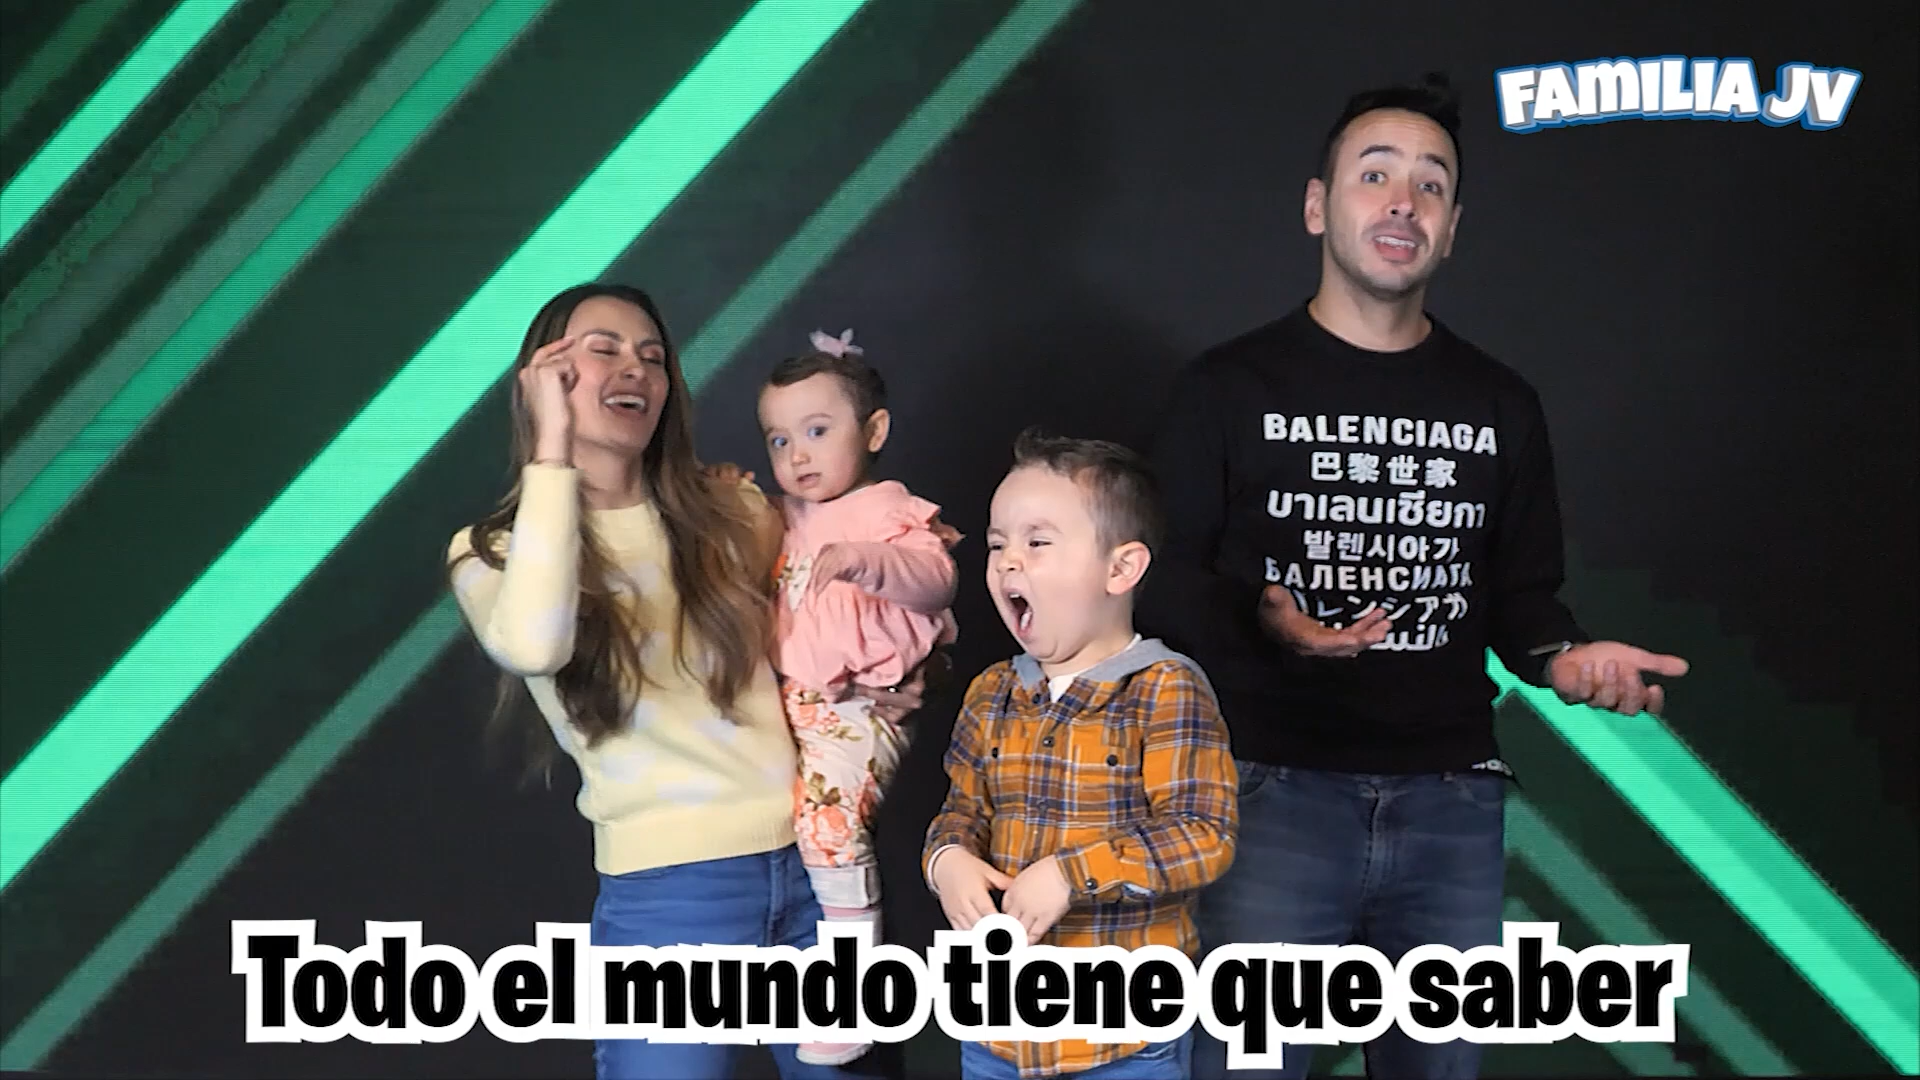 FAMILIA JV
BALENCIAGA
巴黎世家
บาเลนเซียกา
발렌시아가
Todo el mundo tiene que saber